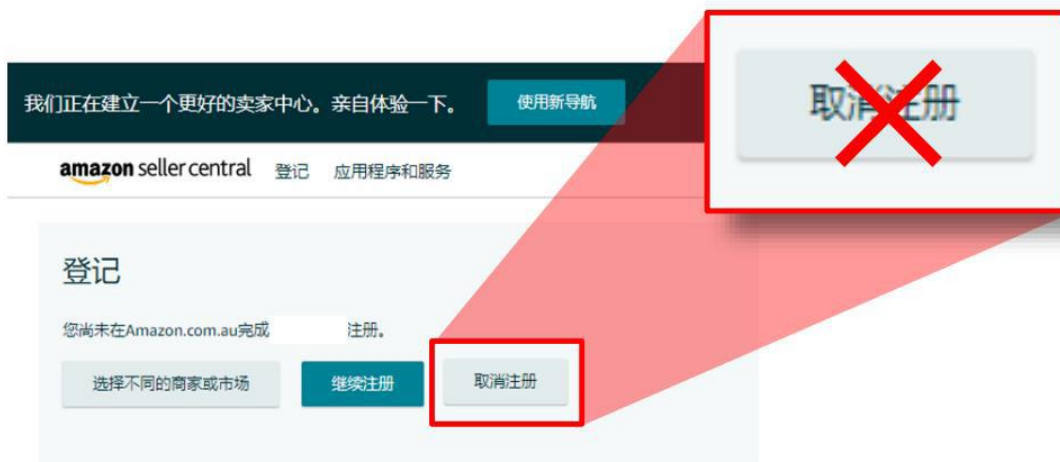 我们正在建立一个更好的卖家中心。亲自体验一下。 使用新导航
取消注册
amazon seller central 登记 应用程序和服务
登记
您尚未在Amazon.com.au完成 注册。
选择不同的商家或市场 继续注册 取消注册